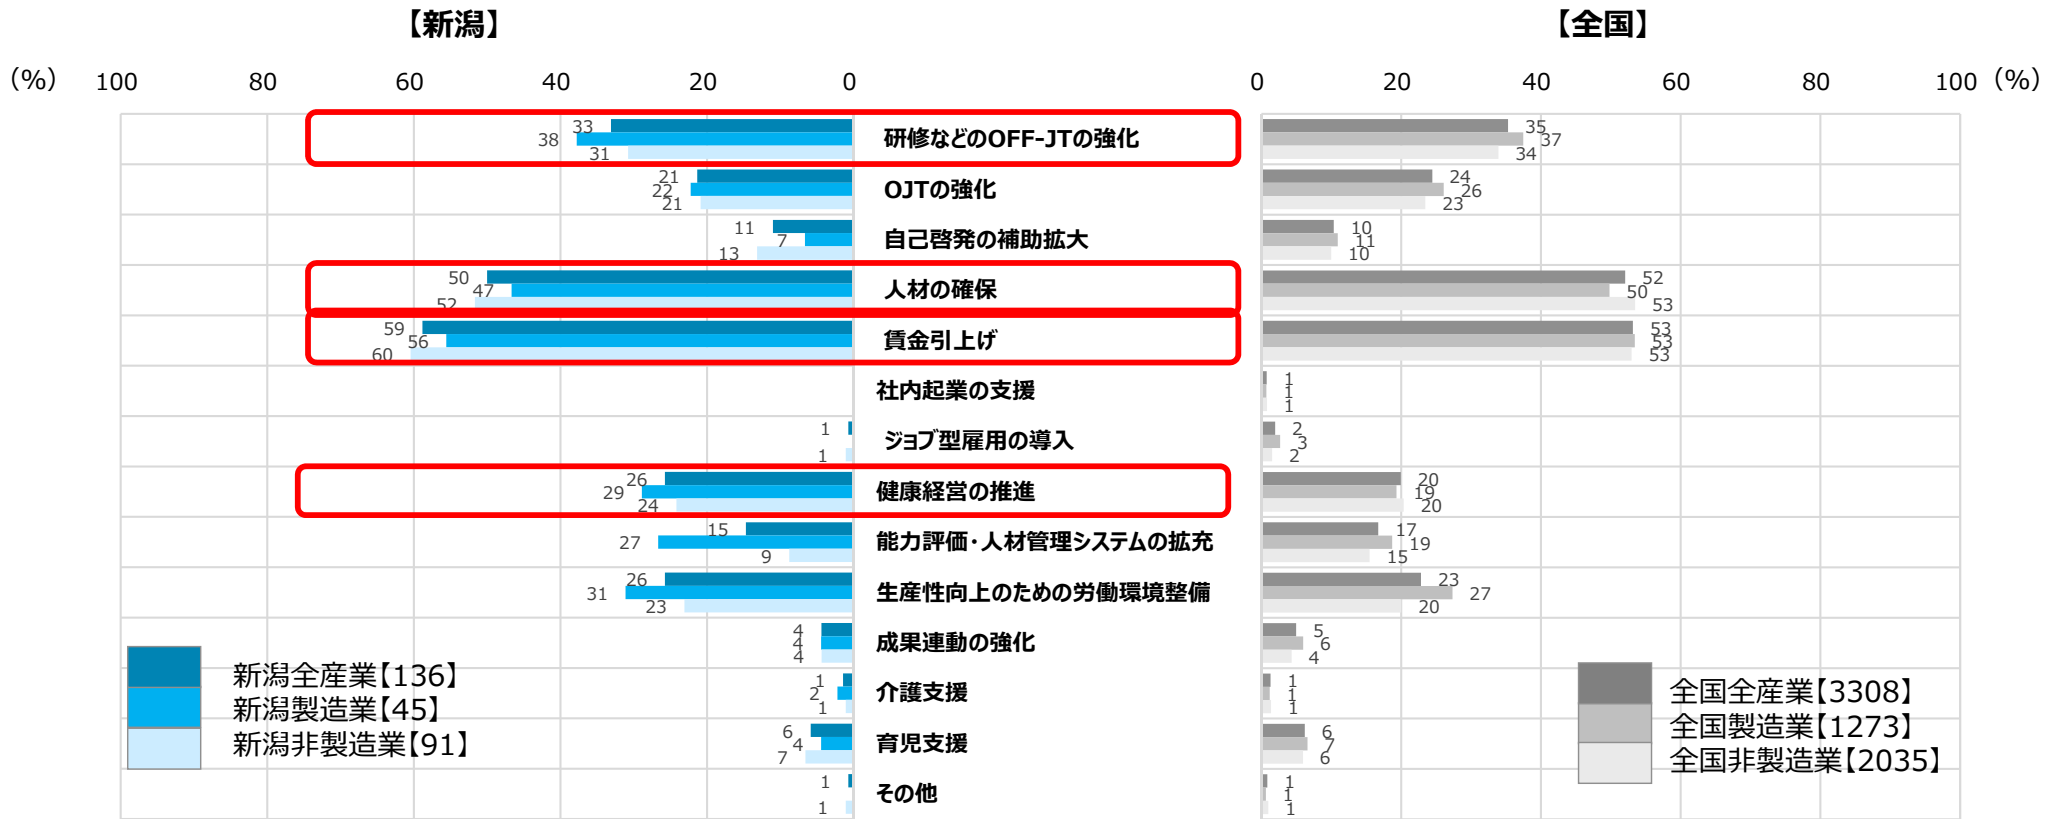 【新潟】
【全国】
(%) 100 80 60 40 20 0
0 20 40 60 80 100 (%)
33 38 31 研修などのOFF-JTの強化 35 37 34
21 22 21 OJTの強化 24 26 23
11 7 13 自己啓発の補助拡大 10 11 10
50 47 52 人材の確保 52 50 53
59 56 60 賃金引上げ 53 53 53
社内起業の支援 1 1 1
1 1 ジョブ型雇用の導入 2 3 2
26 29 24 健康経営の推進 20 19 20
15 27 9 能力評価・人材管理システムの拡充 17 19 15
26 31 23 生産性向上のための労働環境整備 23 27 20
4 4 4 成果連動の強化 5 6 4
1 2 1 介護支援 1 1 1
6 4 7 育児支援 6 7 6
1 1 その他 1 1 1
新潟全産業【136】
新潟製造業【45】
新潟非製造業【91】
全国全産業【3308】
全国製造業【1273】
全国非製造業【2035】